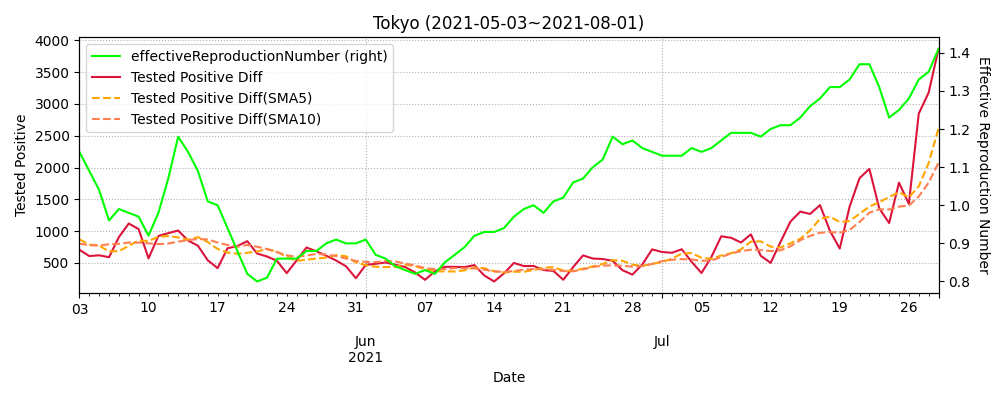 Tokyo (2021-05-03~2021-08-01)
effectiveReproductionNumber (right)
Tested Positive Diff
Tested Positive Diff(SMA5)
Tested Positive Diff(SMA10)
Tested Positive
4000
3500
3000
2500
2000
1500
1000
500
Effective Reproduction Number
1.4
1.3
1.2
1.1
1.0
0.9
0.8
03 10 17 24 31 07 14 21 28 05 12 19 26
Jun Jul
2021
Date